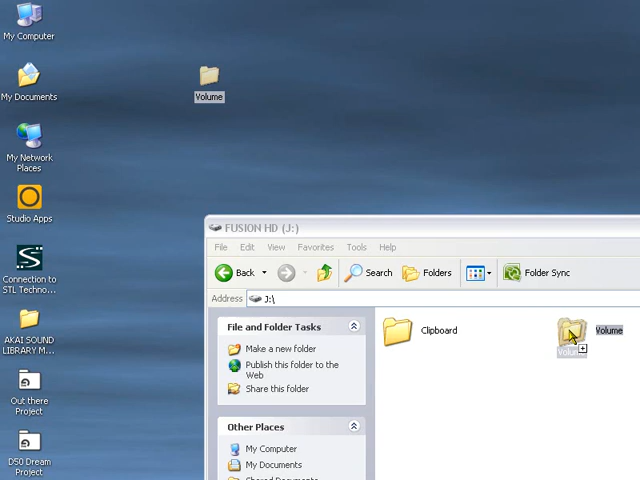 My Computer
My Documents
My Network
Places
Studio Apps
Connection to
STL Techno...
AKAI SOUND
LIBRARY M...
Out there
Project
DS0 Dream
Project
Volume
FUSION HD (J:)
File Edit View Favorites Tools Help
Back Search Folders Folder Sync
Address J:\
File and Folder Tasks
Make a new folder
Publish this folder to the
Web
Share this folder
Other Places
My Computer
My Documents
Shared Documents
Clipboard
Volume